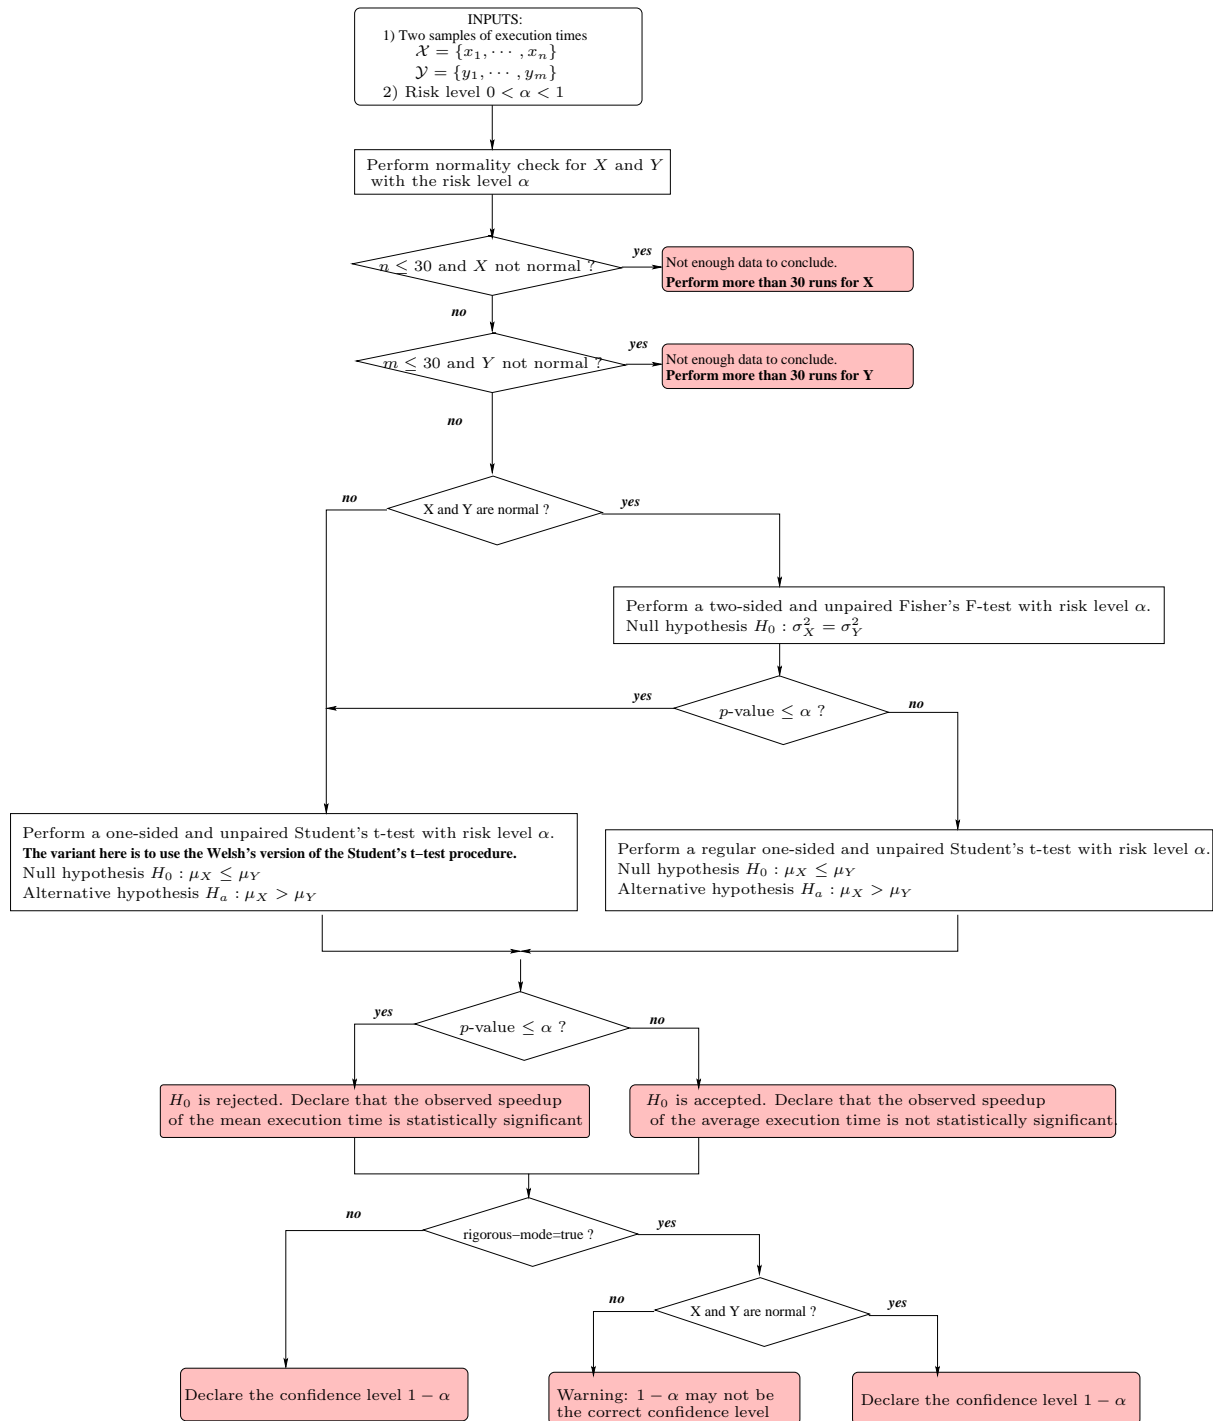 INPUTS:
1) Two samples of execution times
𝒳 = {x₁, ⋯ , xₙ}
𝒴 = {y₁, ⋯ , yₘ}
2) Risk level 0 < α < 1
Perform normality check for X and Y
with the risk level α
n ≤ 30 and X not normal ?
yes
Not enough data to conclude.
Perform more than 30 runs for X
no
m ≤ 30 and Y not normal ?
yes
Not enough data to conclude.
Perform more than 30 runs for Y
no
X and Y are normal ?
no
yes
Perform a two-sided and unpaired Fisher's F-test with risk level α.
Null hypothesis H₀ : σ²_X = σ²_Y
p-value ≤ α ?
yes
no
Perform a one-sided and unpaired Student's t-test with risk level α.
The variant here is to use the Welsh's version of the Student's t−test procedure.
Null hypothesis H₀ : μ_X ≤ μ_Y
Alternative hypothesis Hₐ : μ_X > μ_Y
Perform a regular one-sided and unpaired Student's t-test with risk level α.
Null hypothesis H₀ : μ_X ≤ μ_Y
Alternative hypothesis Hₐ : μ_X > μ_Y
p-value ≤ α ?
yes
no
H₀ is rejected. Declare that the observed speedup
of the mean execution time is statistically significant
H₀ is accepted. Declare that the observed speedup
of the average execution time is not statistically significant.
rigorous−mode=true ?
no
yes
X and Y are normal ?
no
yes
Declare the confidence level 1 − α
Warning: 1 − α may not be
the correct confidence level
Declare the confidence level 1 − α